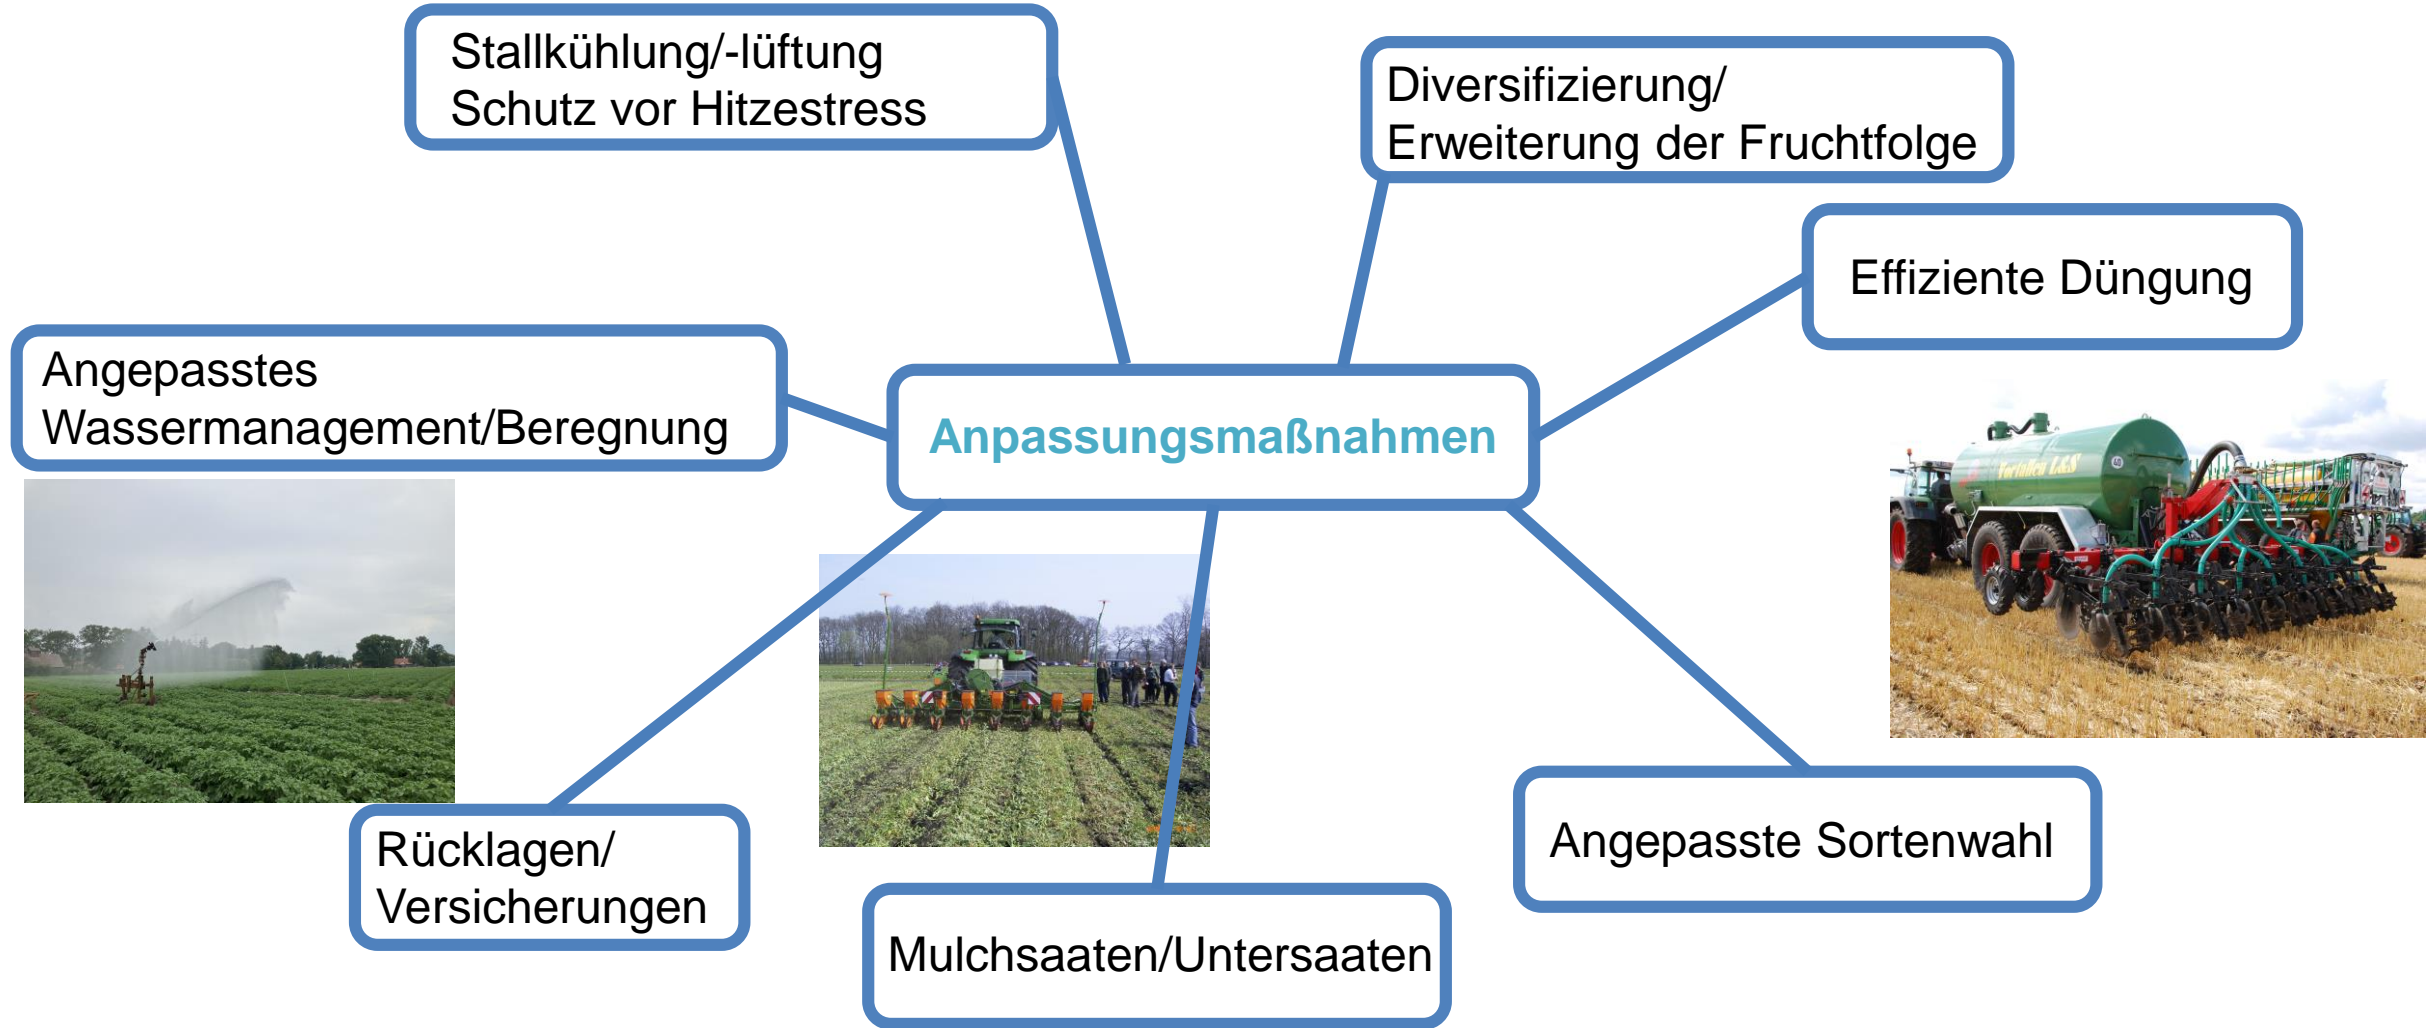 Stallkühlung/-lüftung
Schutz vor Hitzestress
Diversifizierung/
Erweiterung der Fruchtfolge
Effiziente Düngung
Angepasstes
Wassermanagement/Beregnung
Anpassungsmaßnahmen
Rücklagen/
Versicherungen
Mulchsaaten/Untersaaten
Angepasste Sortenwahl